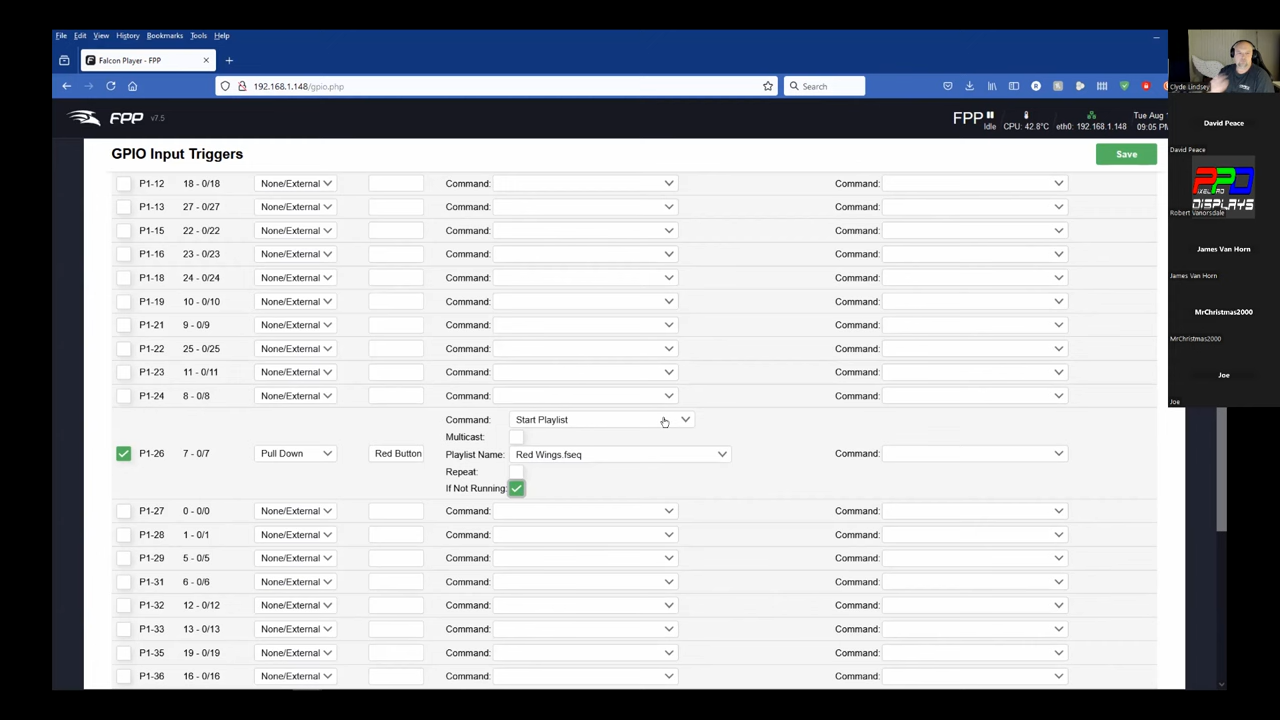 File Edit View History Bookmarks Tools Help
Falcon Player - FPP
192.168.1.148/gpio.php
Search
FPP v7.5
FPP
Idle
CPU: 42.8°C
eth0: 192.168.1.148
Tue Aug
09:05 PM
GPIO Input Triggers
Save
P1-12 18 - 0/18 None/External Command: Command:
P1-13 27 - 0/27 None/External Command: Command:
P1-15 22 - 0/22 None/External Command: Command:
P1-16 23 - 0/23 None/External Command: Command:
P1-18 24 - 0/24 None/External Command: Command:
P1-19 10 - 0/10 None/External Command: Command:
P1-21 9 - 0/9 None/External Command: Command:
P1-22 25 - 0/25 None/External Command: Command:
P1-23 11 - 0/11 None/External Command: Command:
P1-24 8 - 0/8 None/External Command: Command:
Command: Start Playlist
Multicast:
P1-26 7 - 0/7 Pull Down Red Button Playlist Name: Red Wings.fseq Command:
Repeat:
If Not Running:
P1-27 0 - 0/0 None/External Command: Command:
P1-28 1 - 0/1 None/External Command: Command:
P1-29 5 - 0/5 None/External Command: Command:
P1-31 6 - 0/6 None/External Command: Command:
P1-32 12 - 0/12 None/External Command: Command:
P1-33 13 - 0/13 None/External Command: Command:
P1-35 19 - 0/19 None/External Command: Command:
P1-36 16 - 0/16 None/External Command: Command:
Clyde Lindsey
David Peace
David Peace
PPD
DISPLAYS
Robert Vanorsdale
James Van Horn
James Van Horn
MrChristmas2000
MrChristmas2000
Joe
Joe